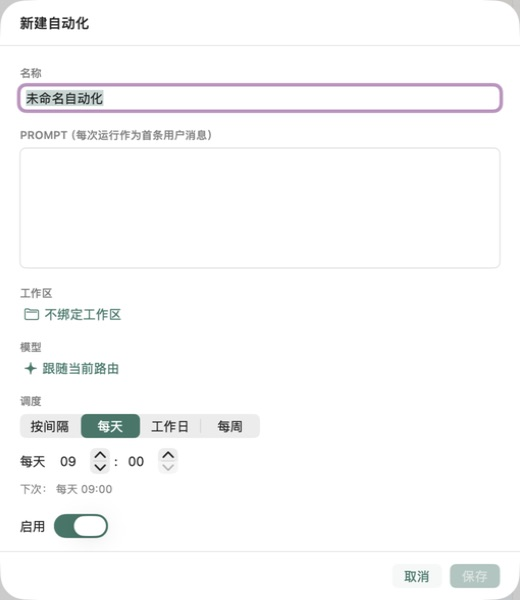 新建自动化
名称
未命名自动化
PROMPT (每次运行作为首条用户消息)
工作区
不绑定工作区
模型
跟随当前路由
调度
按间隔 每天 工作日 每周
每天 09 : 00
下次： 每天 09:00
启用
取消 保存